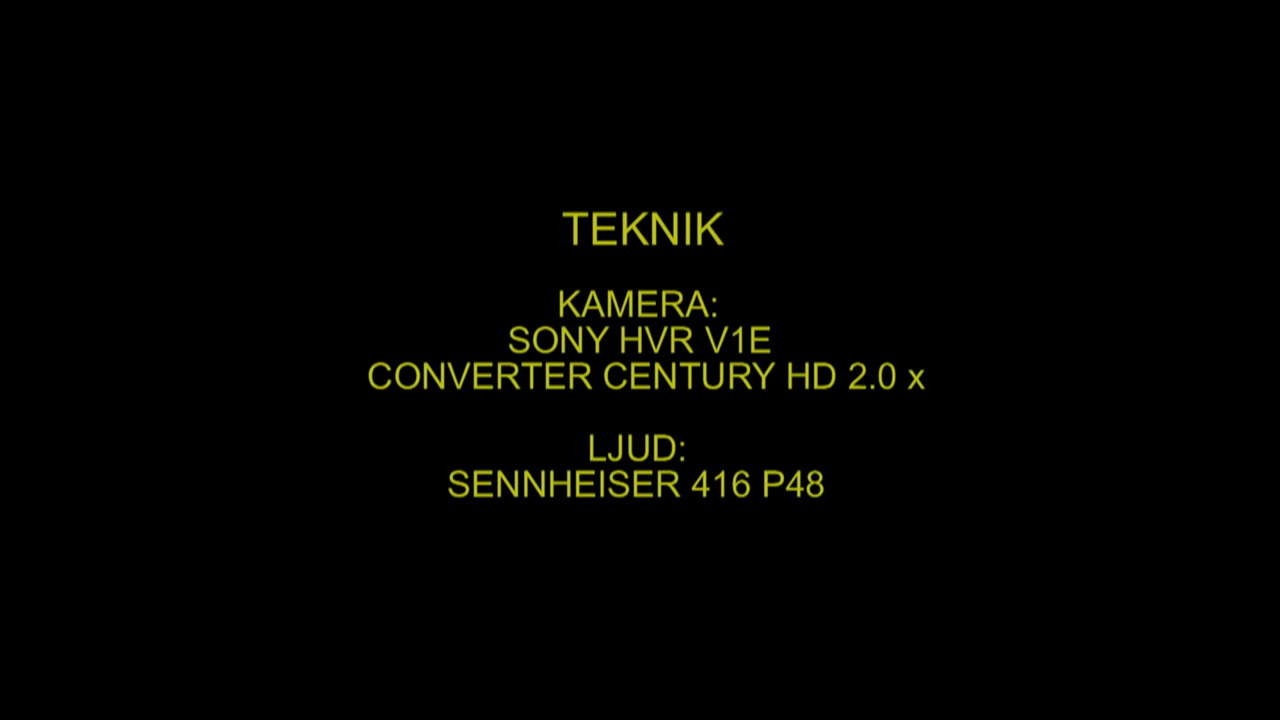 TEKNIK
KAMERA:
SONY HVR V1E
CONVERTER CENTURY HD 2.0 x
LJUD:
SENNHEISER 416 P48